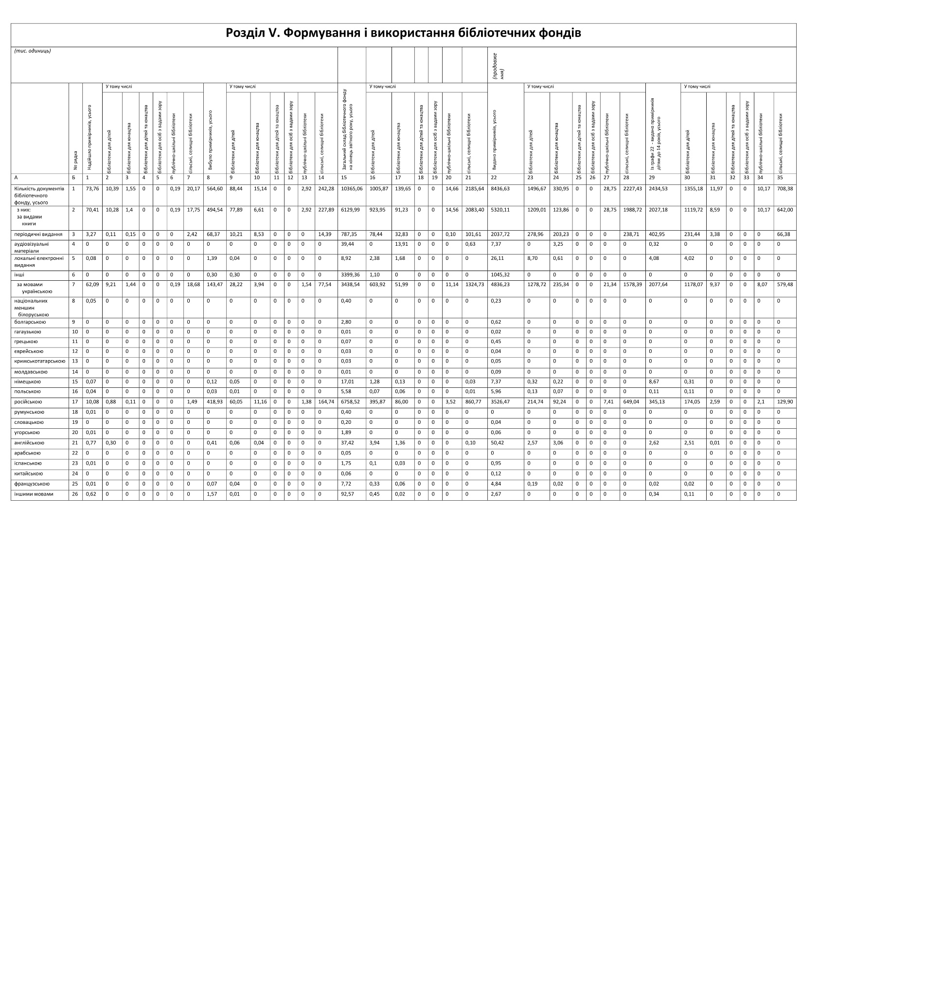 Розділ V. Формування і використання бібліотечних фондів
(тис. одиниць)
(продовже
ння)
№ рядка
Надійшло примірників, усього
У тому числі
бібліотеки для дітей
бібліотеки для юнацтва
бібліотеки для дітей та юнацтва
бібліотеки для осіб з вадами зору
публічно-шкільні бібліотеки
сільські, селищні бібліотеки
Вибуло примірників, усього
У тому числі
бібліотеки для дітей
бібліотеки для юнацтва
бібліотеки для дітей та юнацтва
бібліотеки для осіб з вадами зору
публічно-шкільні бібліотеки
сільські, селищні бібліотеки
Загальний склад бібліотечного фонду
на кінець звітного року, усього
У тому числі
бібліотеки для дітей
бібліотеки для юнацтва
бібліотеки для дітей та юнацтва
бібліотеки для осіб з вадами зору
публічно-шкільні бібліотеки
сільські, селищні бібліотеки
Видано примірників, усього
У тому числі
бібліотеки для дітей
бібліотеки для юнацтва
бібліотеки для дітей та юнацтва
бібліотеки для осіб з вадами зору
публічно-шкільні бібліотеки
сільські, селищні бібліотеки
Із графи 22 - видано примірників
дітям до 14 років, усього
У тому числі
бібліотеки для дітей
бібліотеки для юнацтва
бібліотеки для дітей та юнацтва
бібліотеки для осіб з вадами зору
публічно-шкільні бібліотеки
сільські, селищні бібліотеки
А Б 1 2 3 4 5 6 7 8 9 10 11 12 13 14 15 16 17 18 19 20 21 22 23 24 25 26 27 28 29 30 31 32 33 34 35
Кількість документів 1 73,76 10,39 1,55 0 0 0,19 20,17 564,60 88,44 15,14 0 0 2,92 242,28 10365,06 1005,87 139,65 0 0 14,66 2185,64 8436,63 1496,67 330,95 0 0 28,75 2227,43 2434,53 1355,18 11,97 0 0 10,17 708,38
бібліотечного
фонду, усього
з них: 2 70,41 10,28 1,4 0 0 0,19 17,75 494,54 77,89 6,61 0 0 2,92 227,89 6129,99 923,95 91,23 0 0 14,56 2083,40 5320,11 1209,01 123,86 0 0 28,75 1988,72 2027,18 1119,72 8,59 0 0 10,17 642,00
за видами
книги
періодичні видання 3 3,27 0,11 0,15 0 0 0 2,42 68,37 10,21 8,53 0 0 0 14,39 787,35 78,44 32,83 0 0 0,10 101,61 2037,72 278,96 203,23 0 0 0 238,71 402,95 231,44 3,38 0 0 0 66,38
аудіовізуальні 4 0 0 0 0 0 0 0 0 0 0 0 0 0 0 39,44 0 13,91 0 0 0 0,63 7,37 0 3,25 0 0 0 0 0,32 0 0 0 0 0 0
матеріали
локальні електронні 5 0,08 0 0 0 0 0 0 1,39 0,04 0 0 0 0 0 8,92 2,38 1,68 0 0 0 0 26,11 8,70 0,61 0 0 0 0 4,08 4,02 0 0 0 0 0
видання
інші 6 0 0 0 0 0 0 0 0,30 0,30 0 0 0 0 0 3399,36 1,10 0 0 0 0 0 1045,32 0 0 0 0 0 0 0 0 0 0 0 0 0
за мовами 7 62,09 9,21 1,44 0 0 0,19 18,68 143,47 28,22 3,94 0 0 1,54 77,54 3438,54 603,92 51,99 0 0 11,14 1324,73 4836,23 1278,72 235,34 0 0 21,34 1578,39 2077,64 1178,07 9,37 0 0 8,07 579,48
українською
національних 8 0,05 0 0 0 0 0 0 0 0 0 0 0 0 0 0,40 0 0 0 0 0 0 0,23 0 0 0 0 0 0 0 0 0 0 0 0 0
меншин
білоруською
болгарською 9 0 0 0 0 0 0 0 0 0 0 0 0 0 0 2,80 0 0 0 0 0 0 0,62 0 0 0 0 0 0 0 0 0 0 0 0 0
гагаузькою 10 0 0 0 0 0 0 0 0 0 0 0 0 0 0 0,01 0 0 0 0 0 0 0,02 0 0 0 0 0 0 0 0 0 0 0 0 0
грецькою 11 0 0 0 0 0 0 0 0 0 0 0 0 0 0 0,07 0 0 0 0 0 0 0,45 0 0 0 0 0 0 0 0 0 0 0 0 0
єврейською 12 0 0 0 0 0 0 0 0 0 0 0 0 0 0 0,03 0 0 0 0 0 0 0,04 0 0 0 0 0 0 0 0 0 0 0 0 0
кримськотатарською 13 0 0 0 0 0 0 0 0 0 0 0 0 0 0 0,03 0 0 0 0 0 0 0,05 0 0 0 0 0 0 0 0 0 0 0 0 0
молдавською 14 0 0 0 0 0 0 0 0 0 0 0 0 0 0 0,01 0 0 0 0 0 0 0,09 0 0 0 0 0 0 0 0 0 0 0 0 0
німецькою 15 0,07 0 0 0 0 0 0 0,12 0,05 0 0 0 0 0 17,01 1,28 0,13 0 0 0 0,03 7,37 0,32 0,22 0 0 0 0 8,67 0,31 0 0 0 0 0
польською 16 0,04 0 0 0 0 0 0 0,03 0,01 0 0 0 0 0 5,58 0,07 0,06 0 0 0 0,01 5,96 0,13 0,07 0 0 0 0 0,11 0,11 0 0 0 0 0
російською 17 10,08 0,88 0,11 0 0 0 1,49 418,93 60,05 11,16 0 0 1,38 164,74 6758,52 395,87 86,00 0 0 3,52 860,77 3526,47 214,74 92,24 0 0 7,41 649,04 345,13 174,05 2,59 0 0 2,1 129,90
румунською 18 0,01 0 0 0 0 0 0 0 0 0 0 0 0 0 0,40 0 0 0 0 0 0 0 0 0 0 0 0 0 0 0 0 0 0 0 0
словацькою 19 0 0 0 0 0 0 0 0 0 0 0 0 0 0 0,20 0 0 0 0 0 0 0,04 0 0 0 0 0 0 0 0 0 0 0 0 0
угорською 20 0,01 0 0 0 0 0 0 0 0 0 0 0 0 0 1,89 0 0 0 0 0 0 0,06 0 0 0 0 0 0 0 0 0 0 0 0 0
англійською 21 0,77 0,30 0 0 0 0 0 0,41 0,06 0,04 0 0 0 0 37,42 3,94 1,36 0 0 0 0,10 50,42 2,57 3,06 0 0 0 0 2,62 2,51 0,01 0 0 0 0
арабською 22 0 0 0 0 0 0 0 0 0 0 0 0 0 0 0,05 0 0 0 0 0 0 0 0 0 0 0 0 0 0 0 0 0 0 0 0
іспанською 23 0,01 0 0 0 0 0 0 0 0 0 0 0 0 0 1,75 0,1 0,03 0 0 0 0 0,95 0 0 0 0 0 0 0 0 0 0 0 0 0
китайською 24 0 0 0 0 0 0 0 0 0 0 0 0 0 0 0,06 0 0 0 0 0 0 0,12 0 0 0 0 0 0 0 0 0 0 0 0 0
французською 25 0,01 0 0 0 0 0 0 0,07 0,04 0 0 0 0 0 7,72 0,33 0,06 0 0 0 0 4,84 0,19 0,02 0 0 0 0 0,02 0,02 0 0 0 0 0
іншими мовами 26 0,62 0 0 0 0 0 0 1,57 0,01 0 0 0 0 0 92,57 0,45 0,02 0 0 0 0 2,67 0 0 0 0 0 0 0,34 0,11 0 0 0 0 0